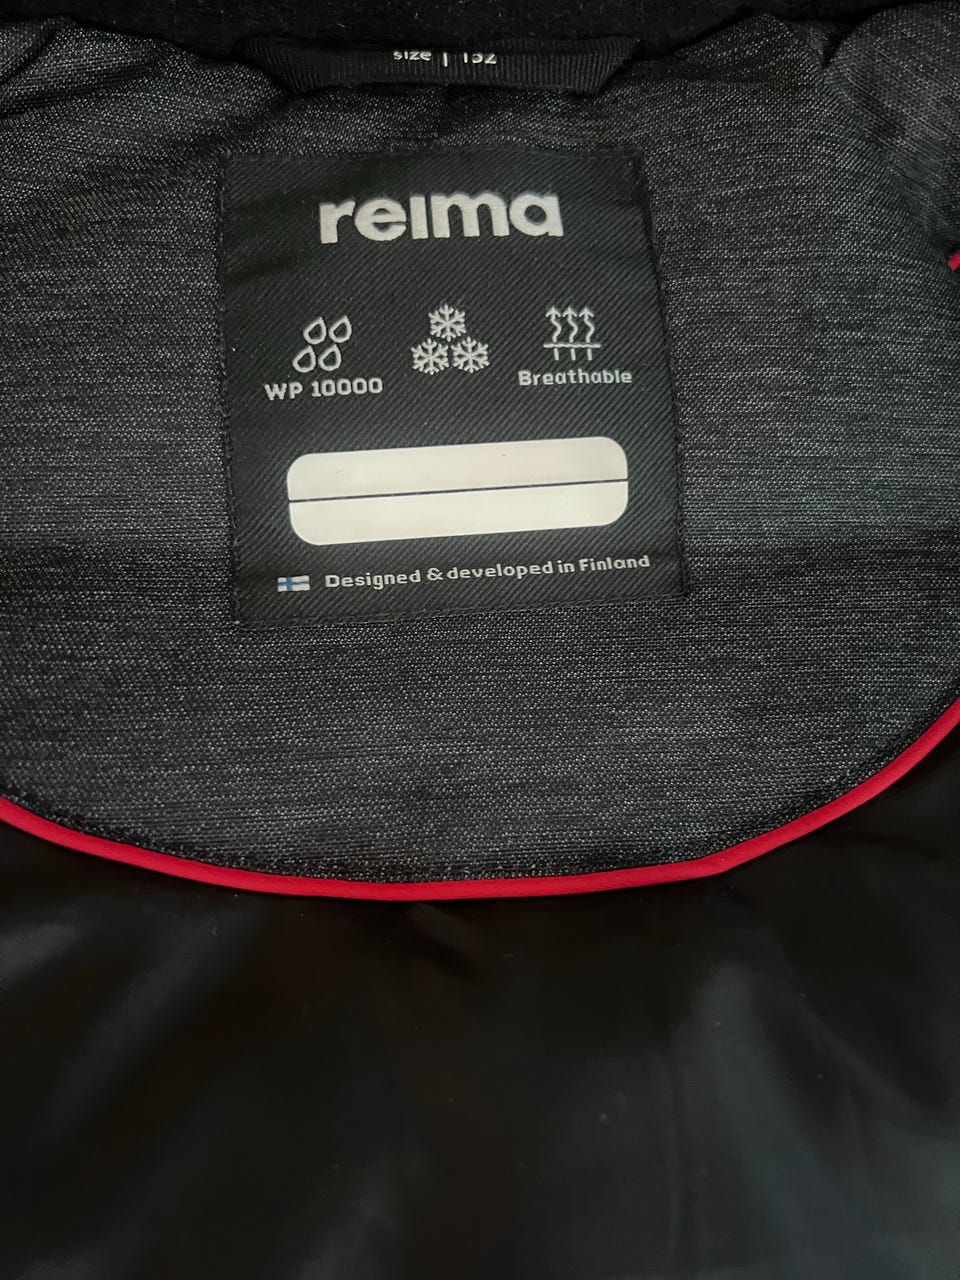 size | 152
reima
WP 10000
Breathable
Designed & developed in Finland